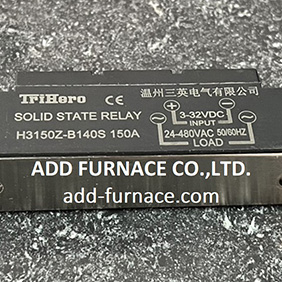 TriHero CE
SOLID STATE RELAY
H3150Z-B140S 150A
温州三英电气有限公司
+ 3-32VDC -
INPUT
~ 24-480VAC 50/60HZ ~
LOAD
ADD FURNACE CO.,LTD.
add-furnace.com